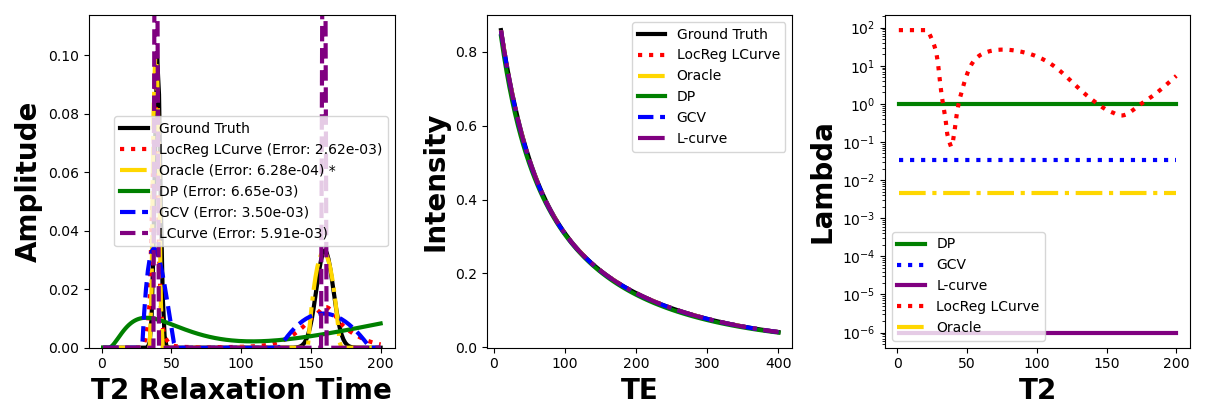 Amplitude
0.10
0.08
0.06
0.04
0.02
0.00
Ground Truth
LocReg LCurve (Error: 2.62e-03)
Oracle (Error: 6.28e-04) *
DP (Error: 6.65e-03)
GCV (Error: 3.50e-03)
LCurve (Error: 5.91e-03)
0 50 100 150 200
T2 Relaxation Time
Intensity
0.8
0.6
0.4
0.2
0.0
Ground Truth
LocReg LCurve
Oracle
DP
GCV
L-curve
0 100 200 300 400
TE
Lambda
10²
10¹
10⁰
10⁻¹
10⁻²
10⁻³
10⁻⁴
10⁻⁵
10⁻⁶
DP
GCV
L-curve
LocReg LCurve
Oracle
0 50 100 150 200
T2